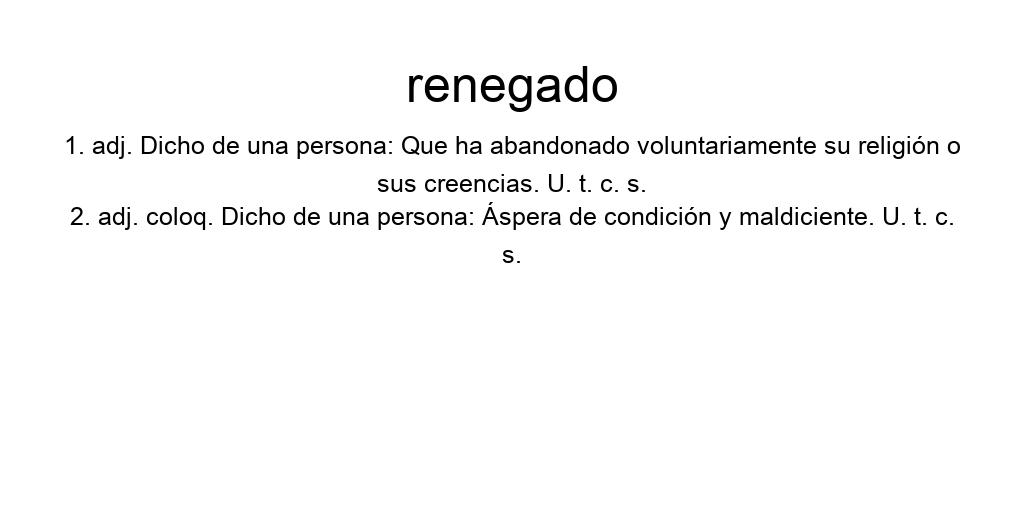 renegado
1. adj. Dicho de una persona: Que ha abandonado voluntariamente su religión o
sus creencias. U. t. c. s.
2. adj. coloq. Dicho de una persona: Áspera de condición y maldiciente. U. t. c.
s.